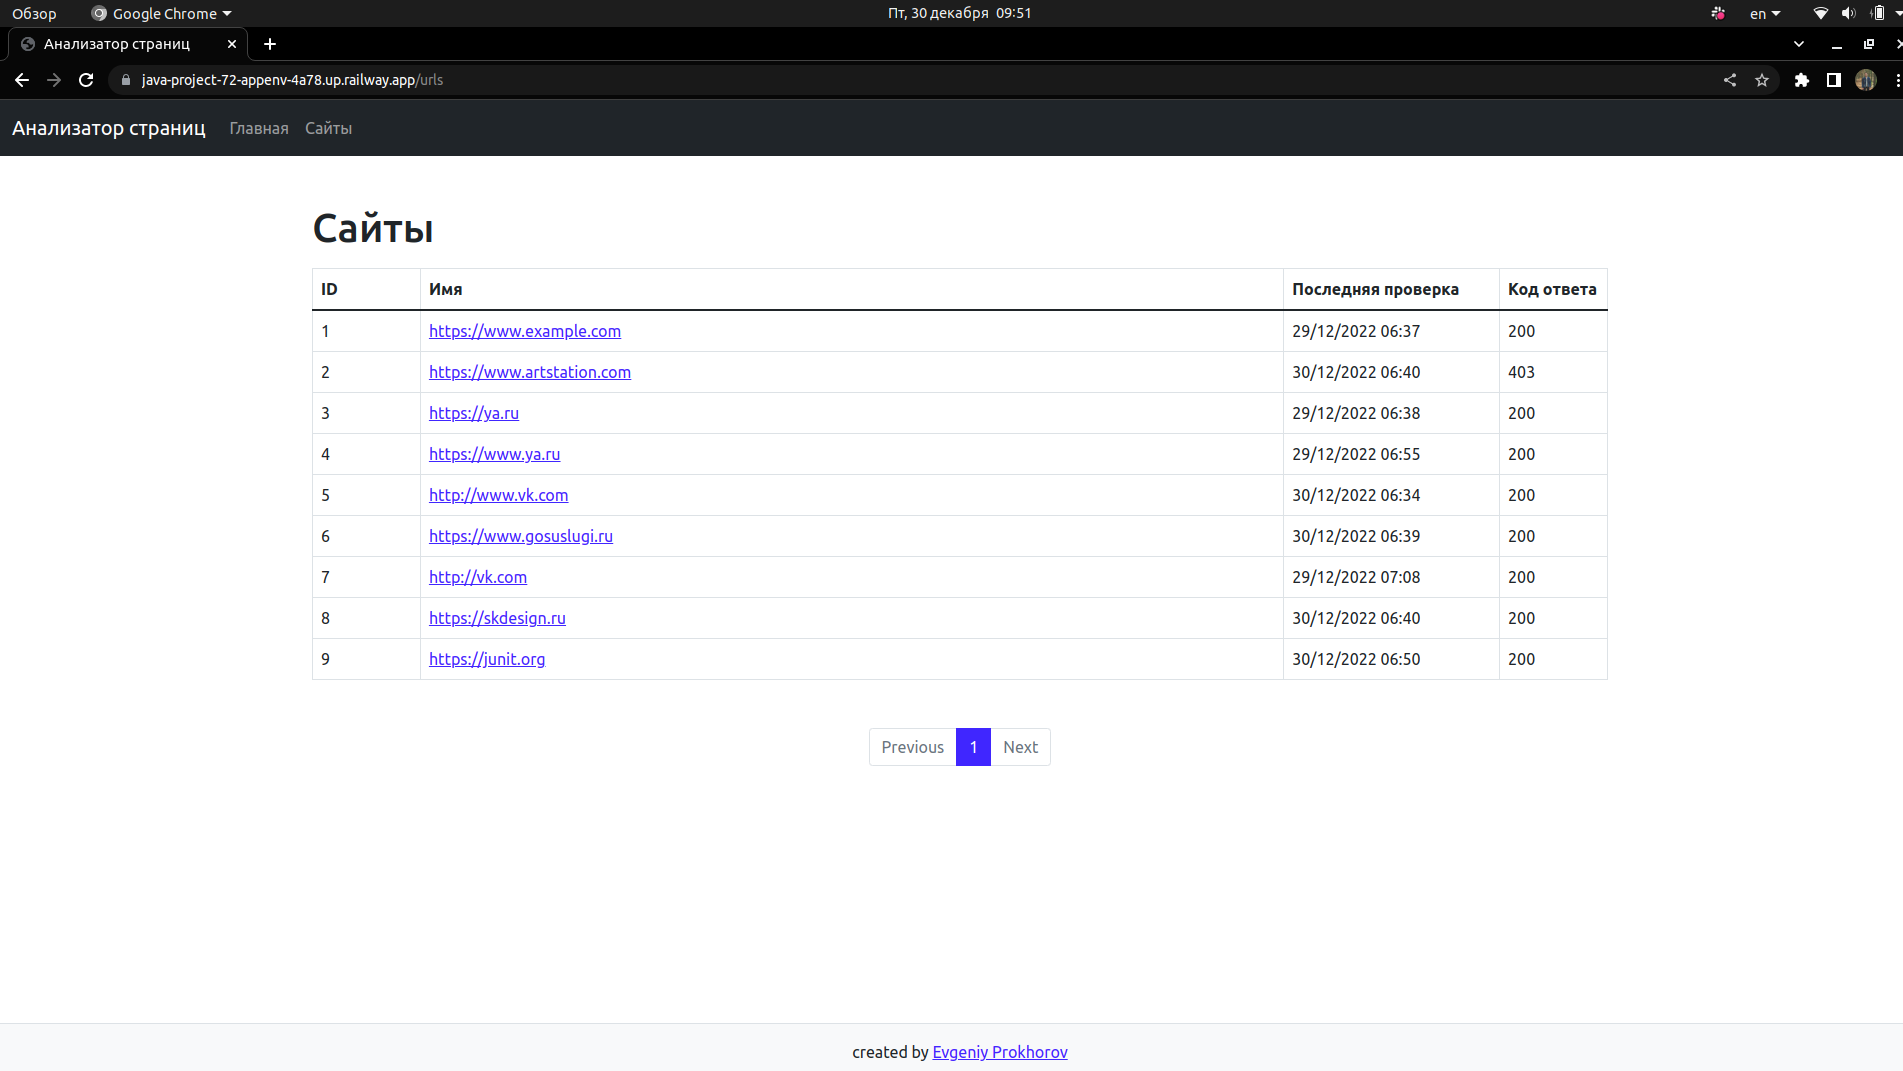 Обзор Google Chrome Пт, 30 декабря 09:51 en
Анализатор страниц
java-project-72-appenv-4a78.up.railway.app/urls
Анализатор страниц Главная Сайты
Сайты
ID Имя Последняя проверка Код ответа
1 https://www.example.com 29/12/2022 06:37 200
2 https://www.artstation.com 30/12/2022 06:40 403
3 https://ya.ru 29/12/2022 06:38 200
4 https://www.ya.ru 29/12/2022 06:55 200
5 http://www.vk.com 30/12/2022 06:34 200
6 https://www.gosuslugi.ru 30/12/2022 06:39 200
7 http://vk.com 29/12/2022 07:08 200
8 https://skdesign.ru 30/12/2022 06:40 200
9 https://junit.org 30/12/2022 06:50 200
Previous 1 Next
created by Evgeniy Prokhorov